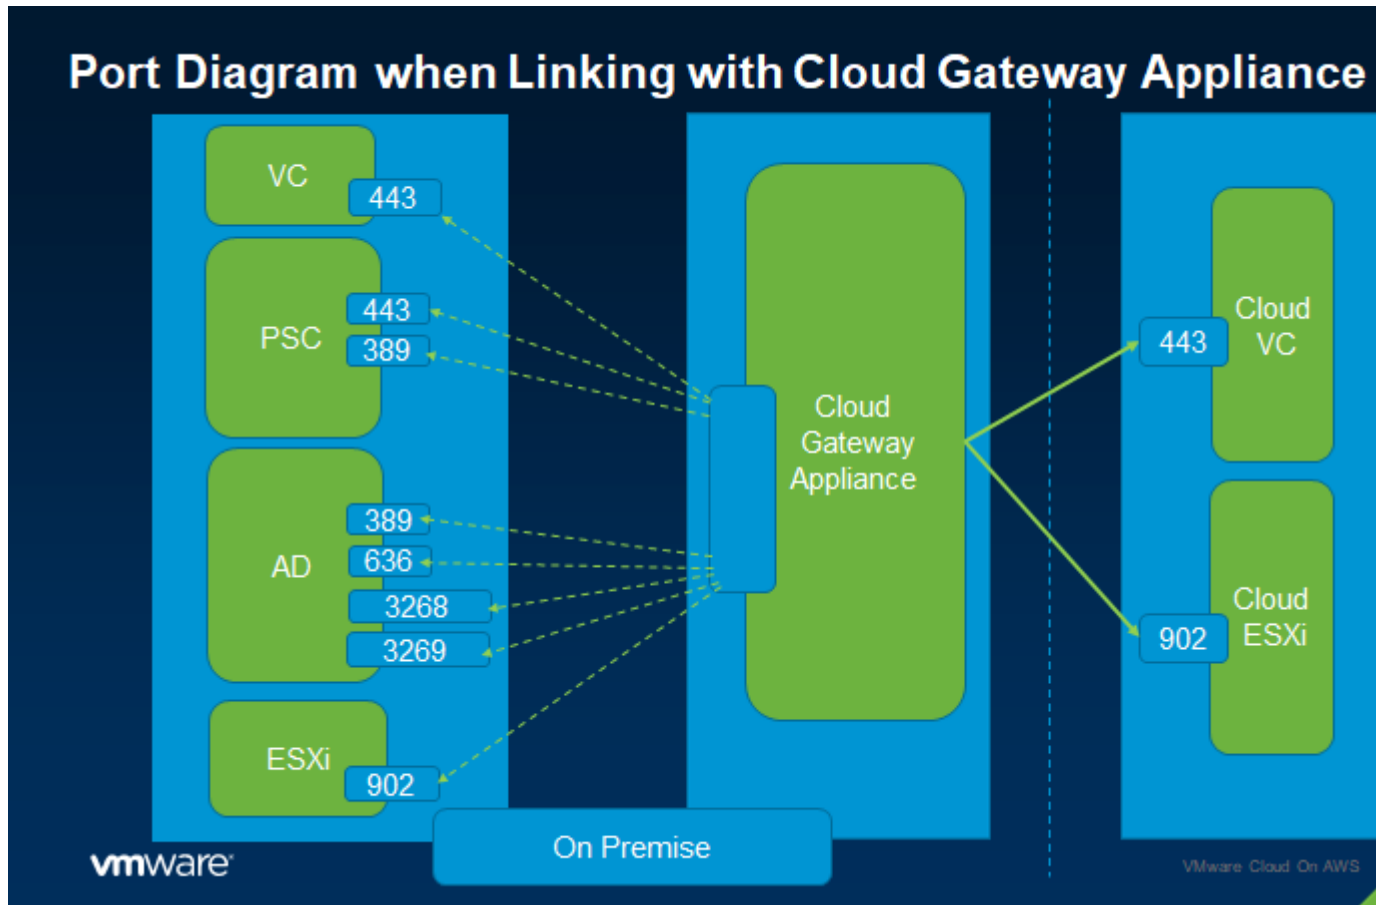 Port Diagram when Linking with Cloud Gateway Appliance
VC
443
PSC
443
389
AD
389
636
3268
3269
ESXi
902
Cloud
Gateway
Appliance
443
Cloud
VC
902
Cloud
ESXi
On Premise
vmware
VMware Cloud On AWS